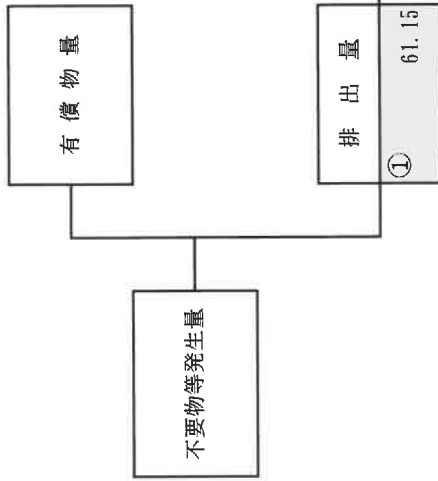 不要物等発生量
有償物量
排出量
①
61.15